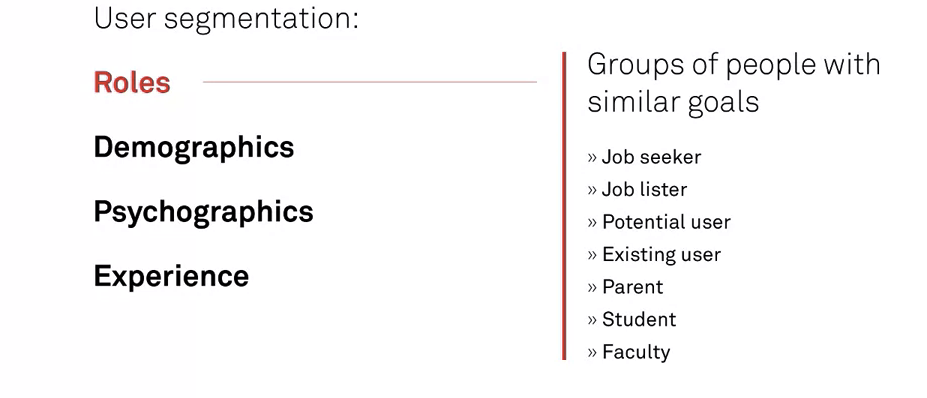 User segmentation:
Roles
Demographics
Psychographics
Experience
Groups of people with
similar goals
» Job seeker
» Job lister
» Potential user
» Existing user
» Parent
» Student
» Faculty